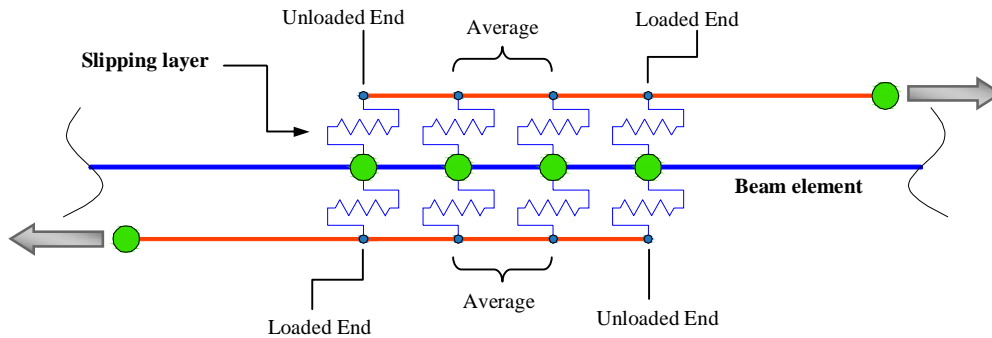 Unloaded End
Average
Loaded End
Slipping layer
Beam element
Loaded End
Average
Unloaded End